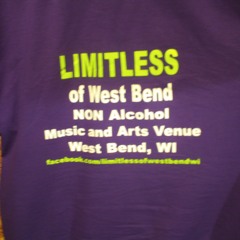 LIMITLESS
of West Bend
NON Alcohol
Music and Arts Venue
West Bend, WI
facebook.com/limitlessofwestbendwi